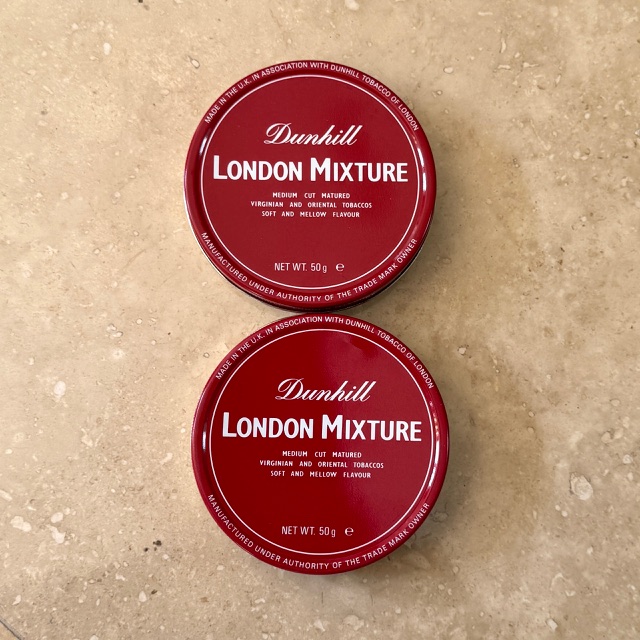 MADE IN THE U.K. IN ASSOCIATION WITH DUNHILL TOBACCO OF LONDON
Dunhill
LONDON MIXTURE
MEDIUM CUT MATURED
VIRGINIAN AND ORIENTAL TOBACCOS
SOFT AND MELLOW FLAVOUR
NET WT. 50g ℮
MANUFACTURED UNDER AUTHORITY OF THE TRADE MARK OWNER
MADE IN THE U.K. IN ASSOCIATION WITH DUNHILL TOBACCO OF LONDON
Dunhill
LONDON MIXTURE
MEDIUM CUT MATURED
VIRGINIAN AND ORIENTAL TOBACCOS
SOFT AND MELLOW FLAVOUR
NET WT. 50g ℮
MANUFACTURED UNDER AUTHORITY OF THE TRADE MARK OWNER